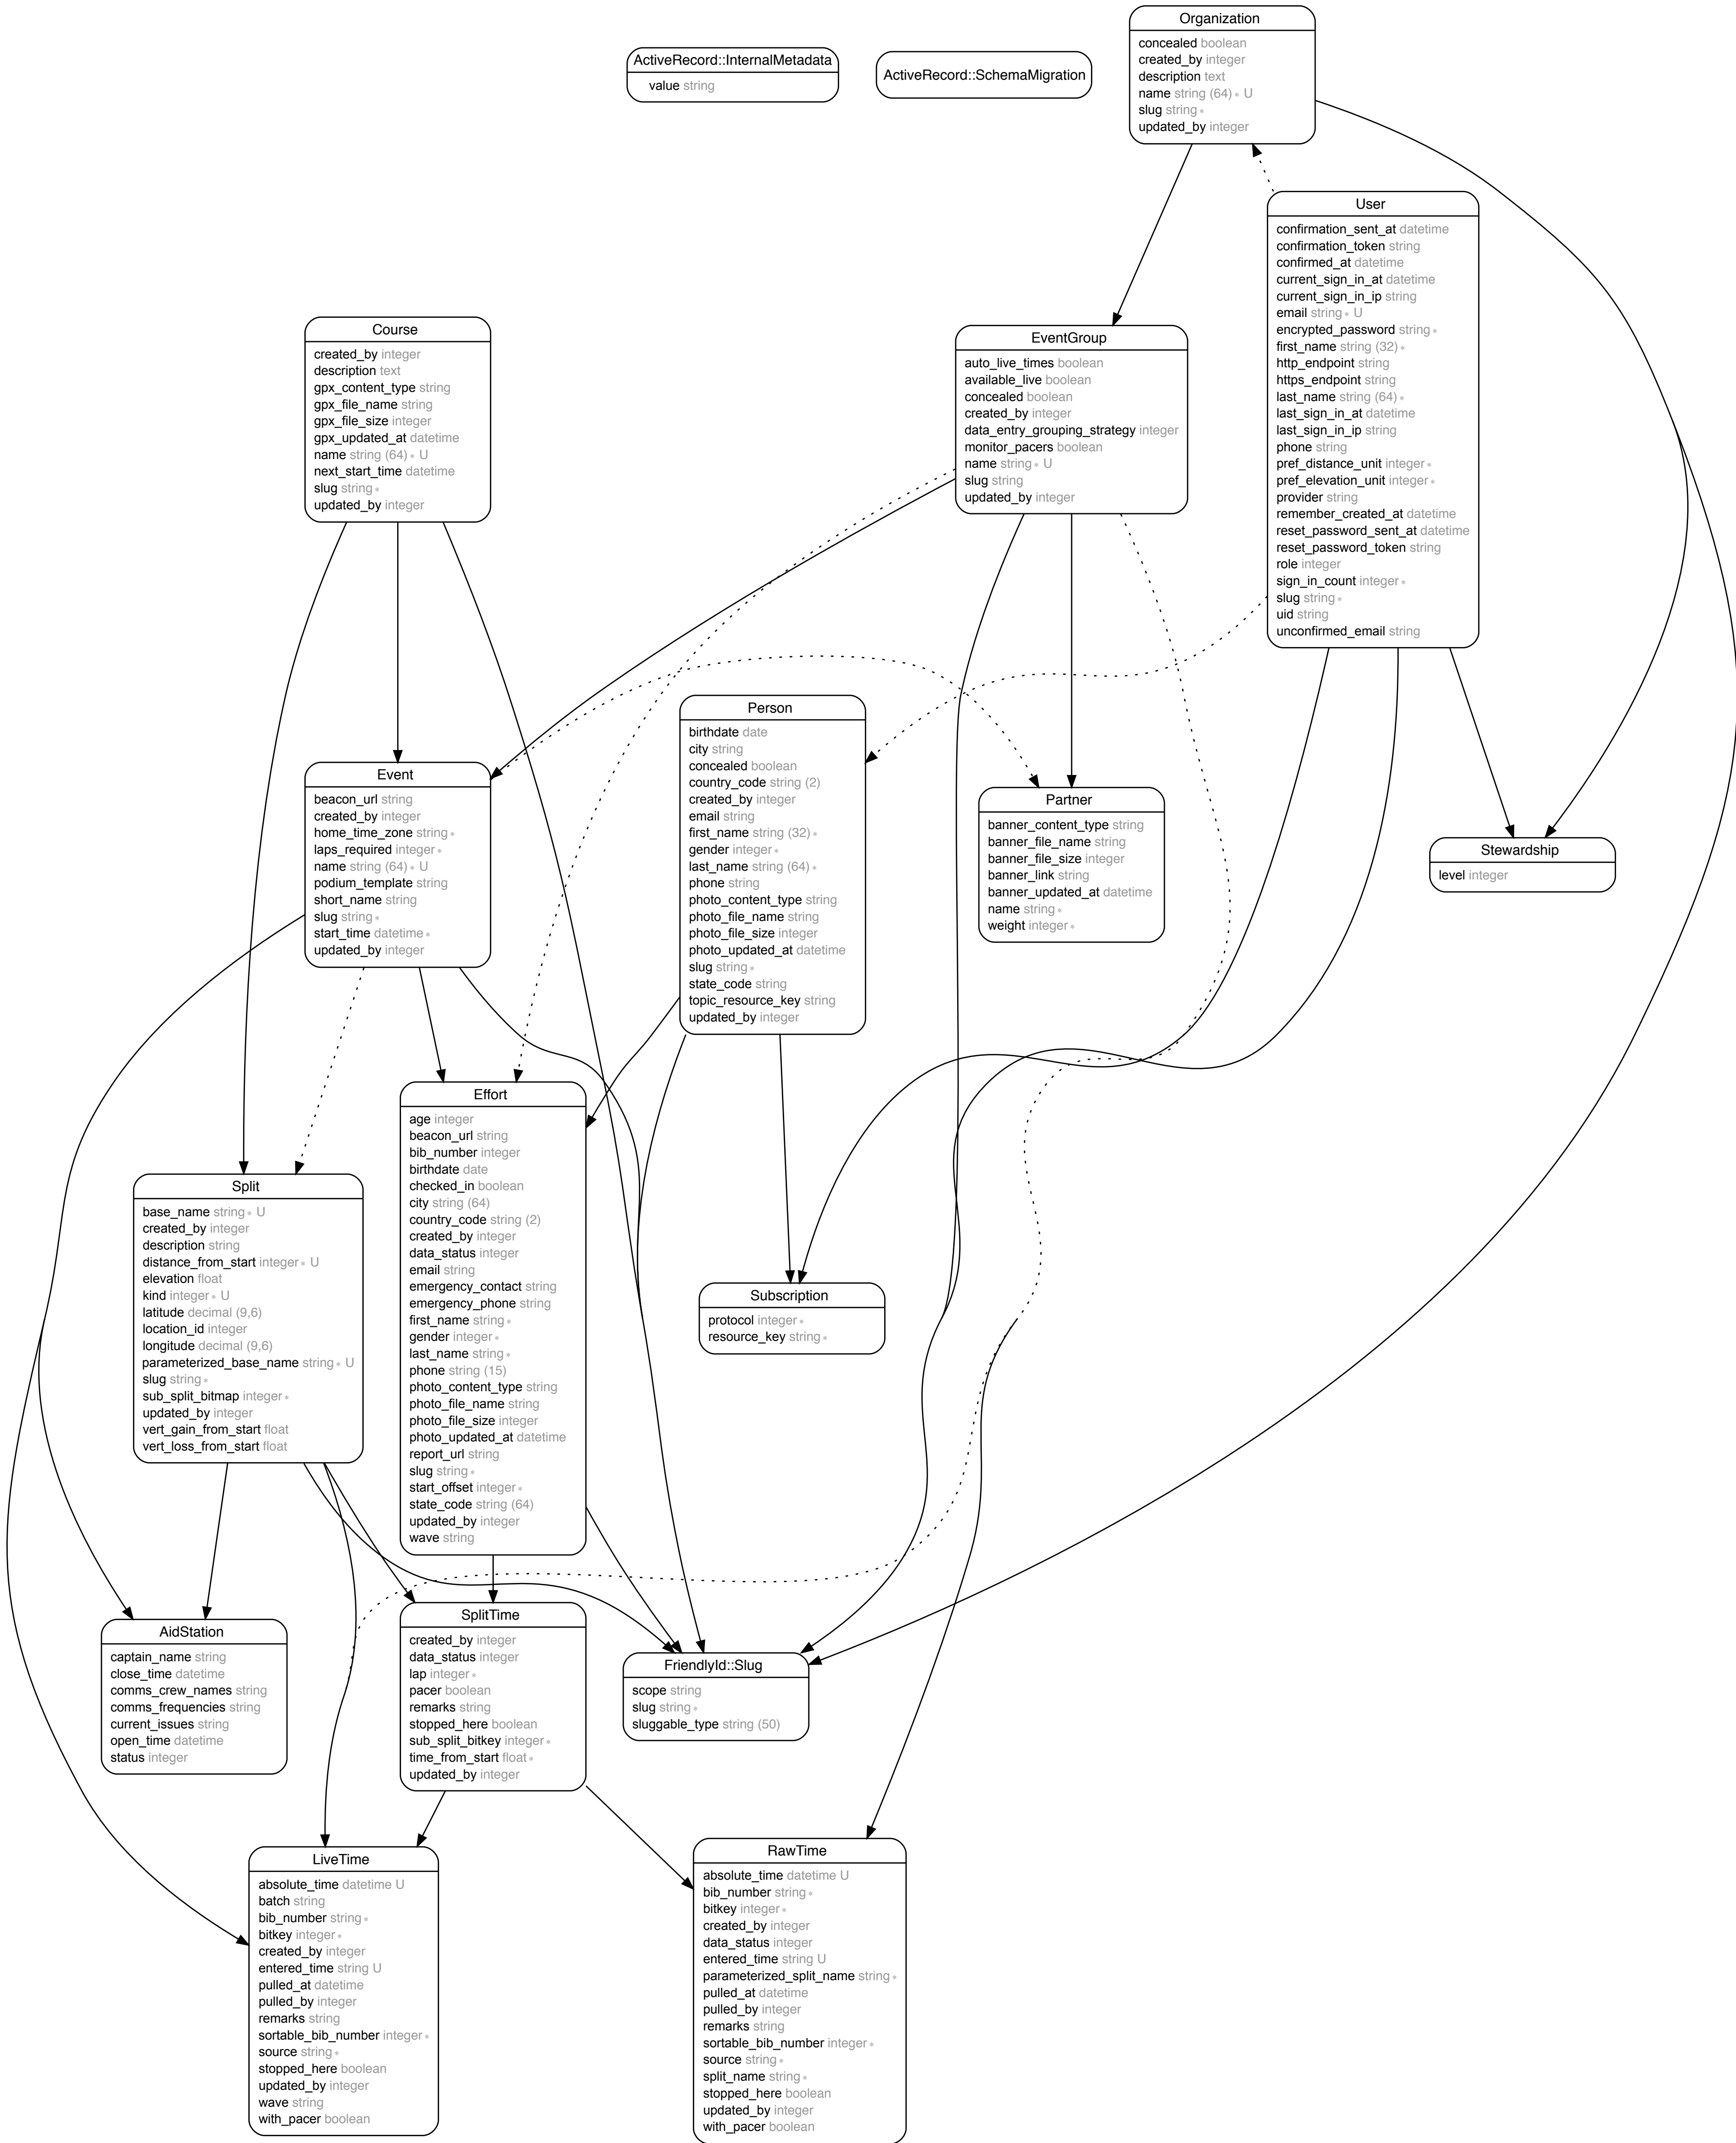 Organization
concealed boolean
created_by integer
description text
name string (64) * U
slug string *
updated_by integer
ActiveRecord::InternalMetadata
value string
ActiveRecord::SchemaMigration
User
confirmation_sent_at datetime
confirmation_token string
confirmed_at datetime
current_sign_in_at datetime
current_sign_in_ip string
email string * U
encrypted_password string *
first_name string (32) *
http_endpoint string
https_endpoint string
last_name string (64) *
last_sign_in_at datetime
last_sign_in_ip string
phone string
pref_distance_unit integer *
pref_elevation_unit integer *
provider string
remember_created_at datetime
reset_password_sent_at datetime
reset_password_token string
role integer
sign_in_count integer *
slug string *
uid string
unconfirmed_email string
Course
created_by integer
description text
gpx_content_type string
gpx_file_name string
gpx_file_size integer
gpx_updated_at datetime
name string (64) * U
next_start_time datetime
slug string *
updated_by integer
EventGroup
auto_live_times boolean
available_live boolean
concealed boolean
created_by integer
data_entry_grouping_strategy integer
monitor_pacers boolean
name string * U
slug string
updated_by integer
Person
birthdate date
city string
concealed boolean
country_code string (2)
created_by integer
email string
first_name string (32) *
gender integer *
last_name string (64) *
phone string
photo_content_type string
photo_file_name string
photo_file_size integer
photo_updated_at datetime
slug string *
state_code string
topic_resource_key string
updated_by integer
Event
beacon_url string
created_by integer
home_time_zone string *
laps_required integer *
name string (64) * U
podium_template string
short_name string
slug string *
start_time datetime *
updated_by integer
Partner
banner_content_type string
banner_file_name string
banner_file_size integer
banner_link string
banner_updated_at datetime
name string *
weight integer *
Stewardship
level integer
Effort
age integer
beacon_url string
bib_number integer
birthdate date
checked_in boolean
city string (64)
country_code string (2)
created_by integer
data_status integer
email string
emergency_contact string
emergency_phone string
first_name string *
gender integer *
last_name string *
phone string (15)
photo_content_type string
photo_file_name string
photo_file_size integer
photo_updated_at datetime
report_url string
slug string *
start_offset integer *
state_code string (64)
updated_by integer
wave string
Split
base_name string * U
created_by integer
description string
distance_from_start integer * U
elevation float
kind integer * U
latitude decimal (9,6)
location_id integer
longitude decimal (9,6)
parameterized_base_name string * U
slug string *
sub_split_bitmap integer *
updated_by integer
vert_gain_from_start float
vert_loss_from_start float
Subscription
protocol integer *
resource_key string *
AidStation
captain_name string
close_time datetime
comms_crew_names string
comms_frequencies string
current_issues string
open_time datetime
status integer
SplitTime
created_by integer
data_status integer
lap integer *
pacer boolean
remarks string
stopped_here boolean
sub_split_bitkey integer *
time_from_start float *
updated_by integer
FriendlyId::Slug
scope string
slug string *
sluggable_type string (50)
LiveTime
absolute_time datetime U
batch string
bib_number string *
bitkey integer *
created_by integer
entered_time string U
pulled_at datetime
pulled_by integer
remarks string
sortable_bib_number integer *
source string *
stopped_here boolean
updated_by integer
wave string
with_pacer boolean
RawTime
absolute_time datetime U
bib_number string *
bitkey integer *
created_by integer
data_status integer
entered_time string U
parameterized_split_name string *
pulled_at datetime
pulled_by integer
remarks string
sortable_bib_number integer *
source string *
split_name string *
stopped_here boolean
updated_by integer
with_pacer boolean